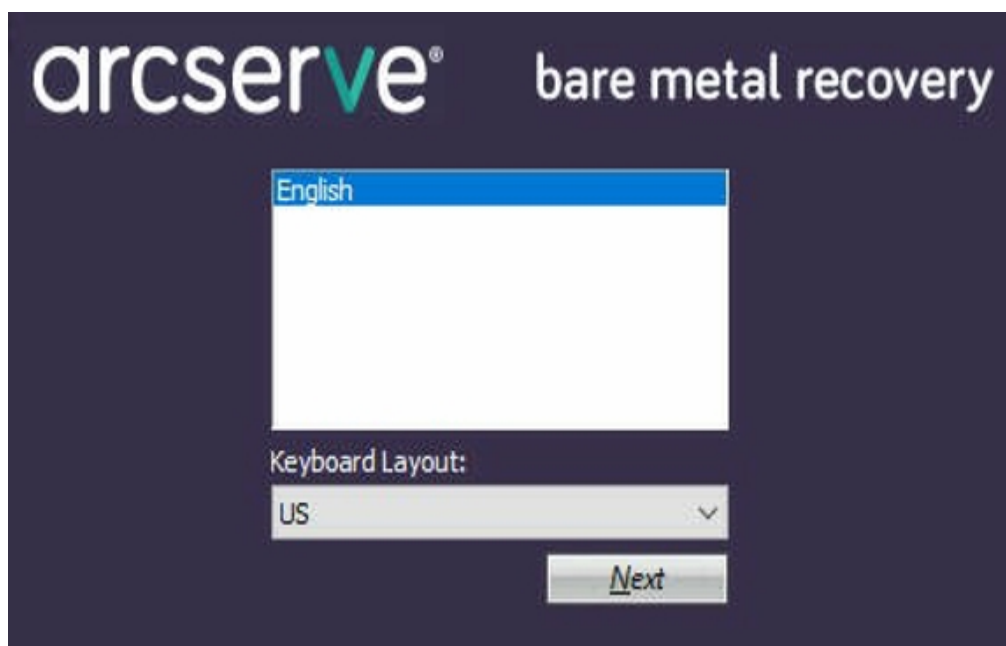 arcserve® bare metal recovery
English
Keyboard Layout:
US
Next